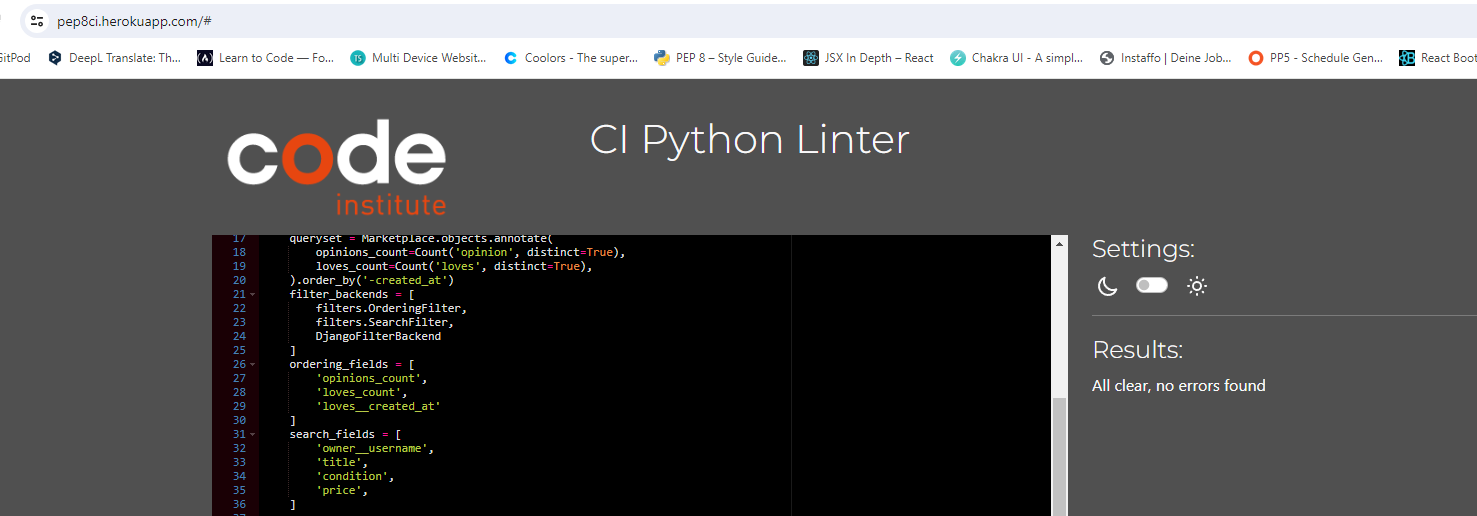 pep8ci.herokuapp.com/#
GitPod DeepL Translate: Th... Learn to Code — Fo... Multi Device Websit... Coolors - The super... PEP 8 – Style Guide... JSX In Depth – React Chakra UI - A simpl... Instaffo | Deine Job... PP5 - Schedule Gen... React Boot
code
institute
CI Python Linter
17 queryset = Marketplace.objects.annotate(
18 opinions_count=Count('opinion', distinct=True),
19 loves_count=Count('loves', distinct=True),
20 ).order_by('-created_at')
21 filter_backends = [
22 filters.OrderingFilter,
23 filters.SearchFilter,
24 DjangoFilterBackend
25 ]
26 ordering_fields = [
27 'opinions_count',
28 'loves_count',
29 'loves__created_at'
30 ]
31 search_fields = [
32 'owner__username',
33 'title',
34 'condition',
35 'price',
36 ]
Settings:
Results:
All clear, no errors found